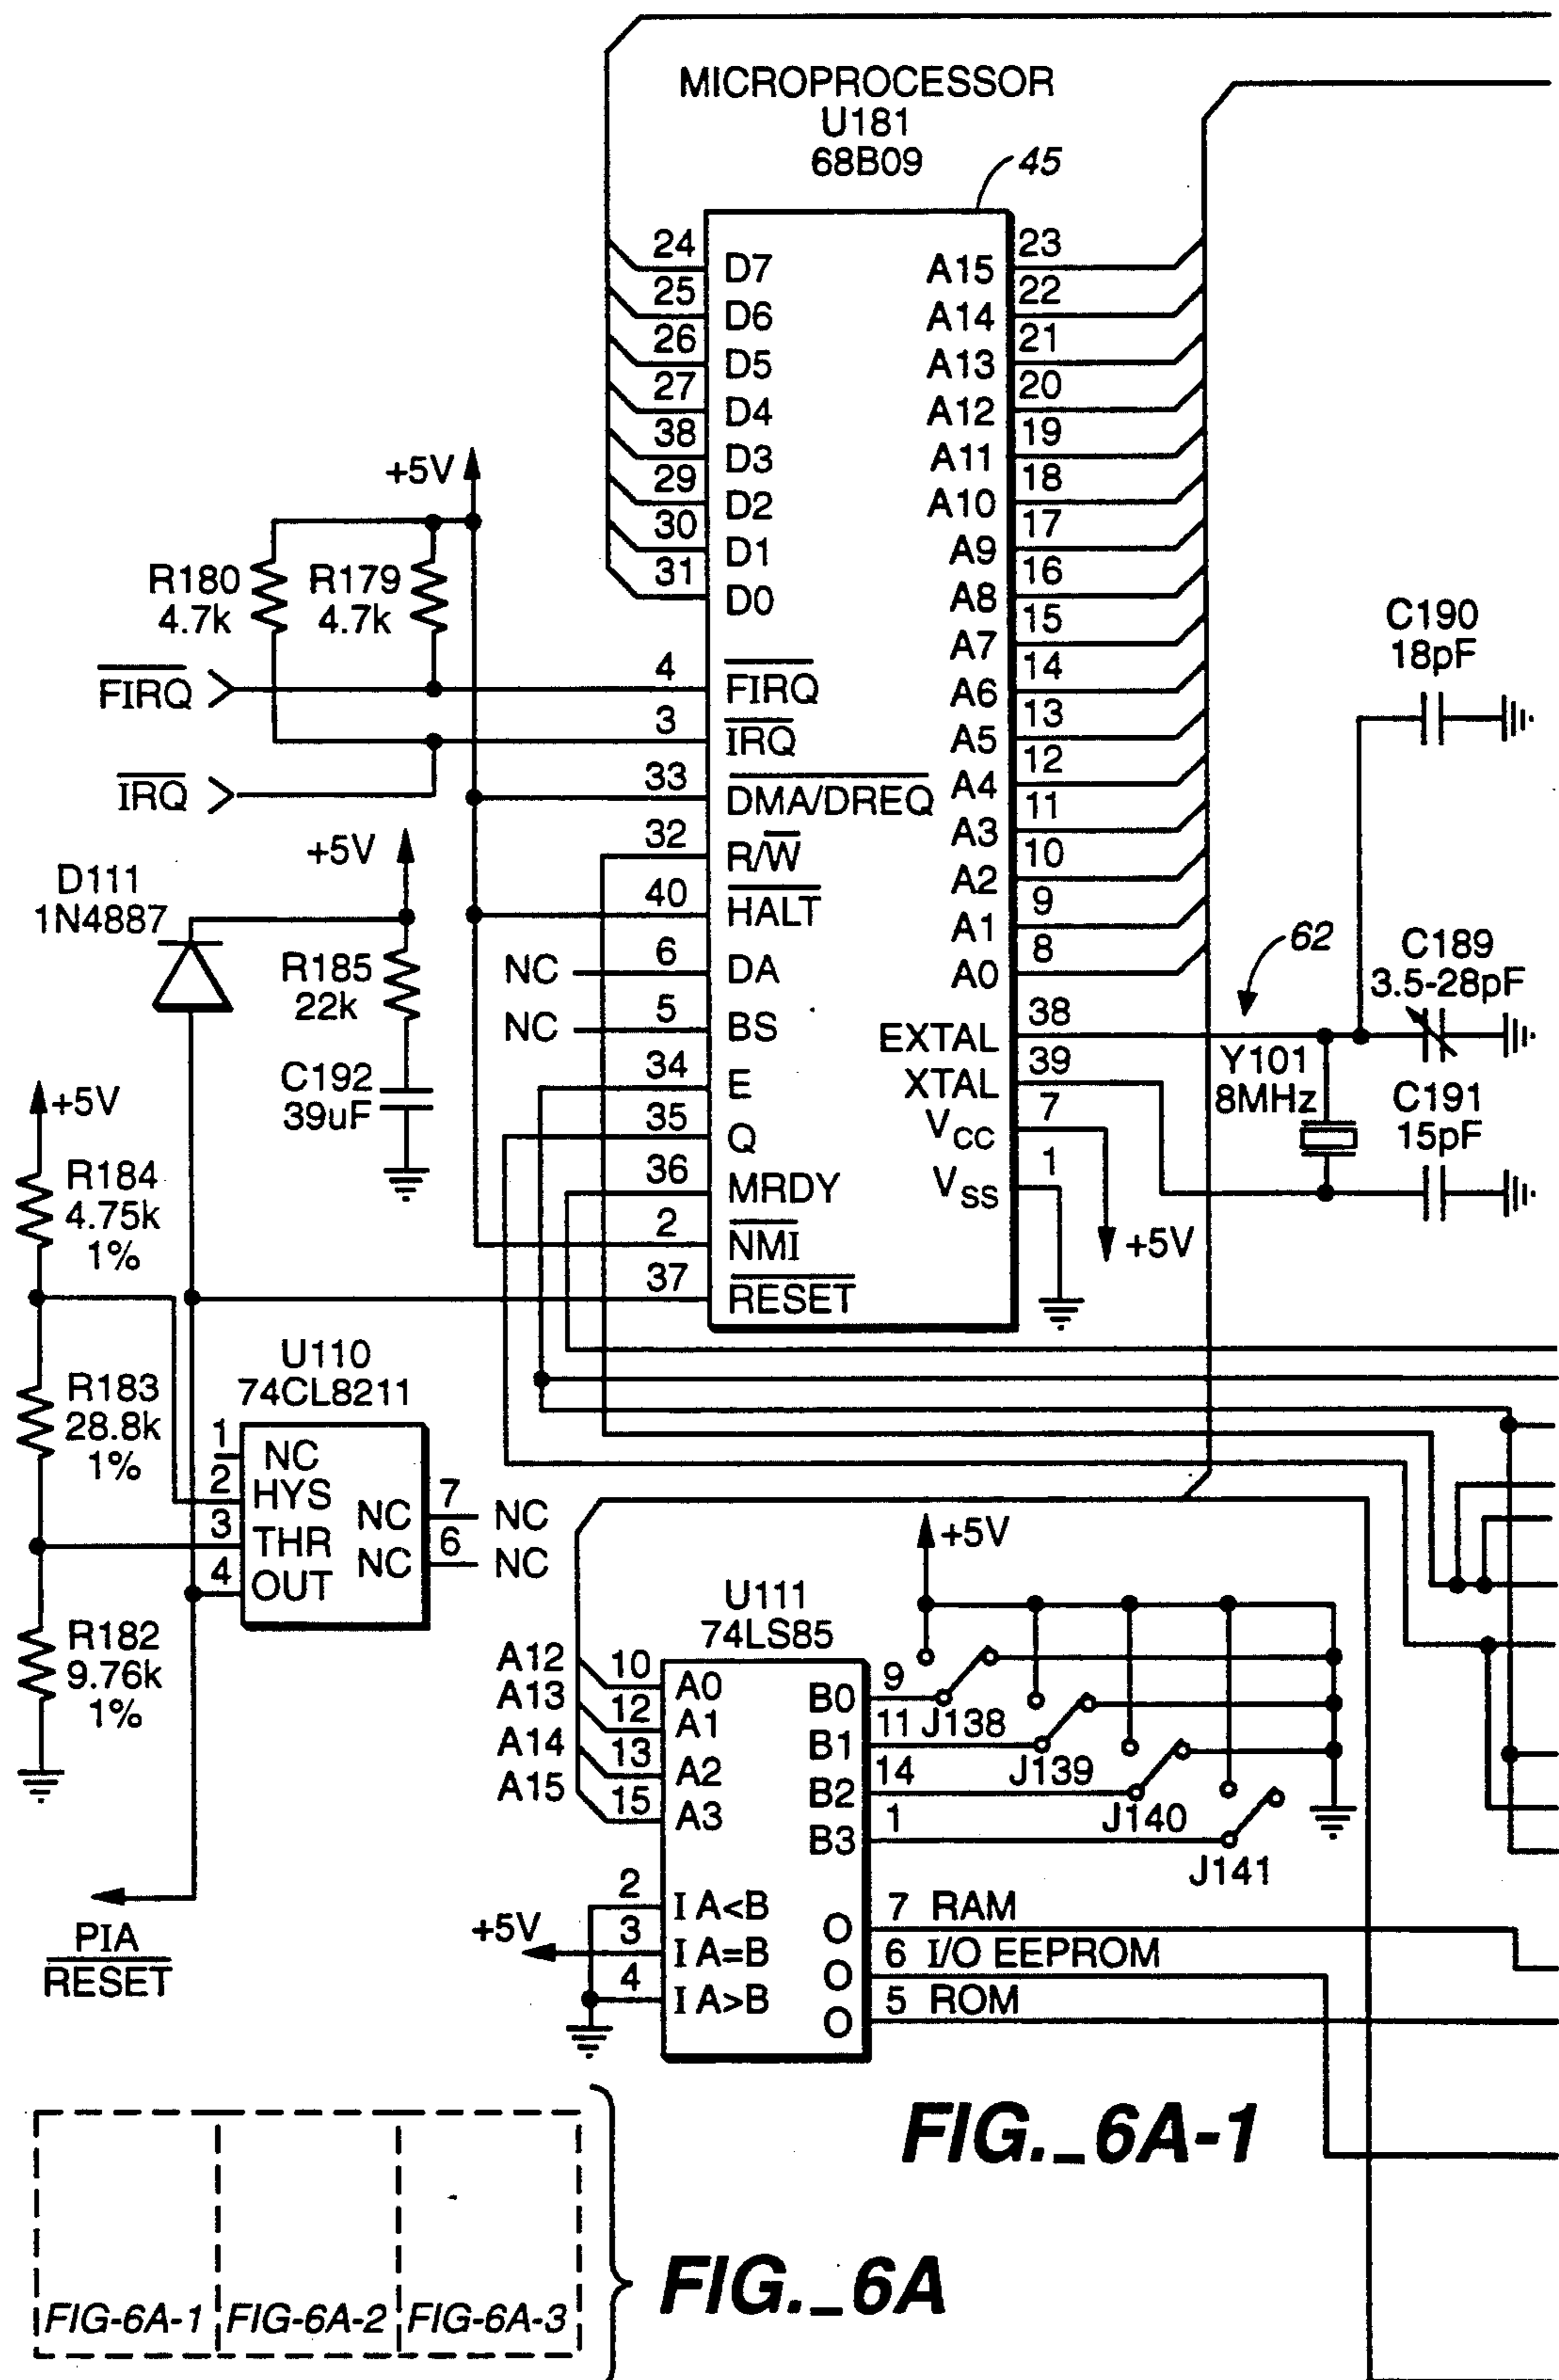 MICROPROCESSOR
U181
68B09
45
24 D7
25 D6
26 D5
27 D4
38 D3
29 D2
30 D1
31 D0
4 FIRQ
3 IRQ
33 DMA/DREQ
32 R/W
40 HALT
6 DA
5 BS
34 E
35 Q
36 MRDY
2 NMI
37 RESET
A15 23
A14 22
A13 21
A12 20
A11 19
A10 18
A9 17
A8 16
A7 15
A6 14
A5 13
A4 12
A3 11
A2 10
A1 9
A0 8
EXTAL 38
XTAL 39
VCC 7
VSS 1
+5V
+5V
R180
4.7k
R179
4.7k
FIRQ
IRQ
+5V
D111
1N4887
R185
22k
C192
39uF
NC
NC
+5V
R184
4.75k
1%
R183
28.8k
1%
R182
9.76k
1%
C190
18pF
62
C189
3.5-28pF
Y101
8MHz
C191
15pF
U110
74CL8211
1 NC
2 HYS
3 THR
4 OUT
NC 7 NC
NC 6 NC
PIA
RESET
+5V
U111
74LS85
A12 10 A0
A13 12 A1
A14 13 A2
A15 15 A3
B0 9 J138
B1 11 J139
B2 14 J140
B3 1 J141
2 I A<B
+5V 3 I A=B
4 I A>B
O 7 RAM
O 6 I/O EEPROM
O 5 ROM
FIG._6A-1
FIG-6A-1 FIG-6A-2 FIG-6A-3
FIG._6A